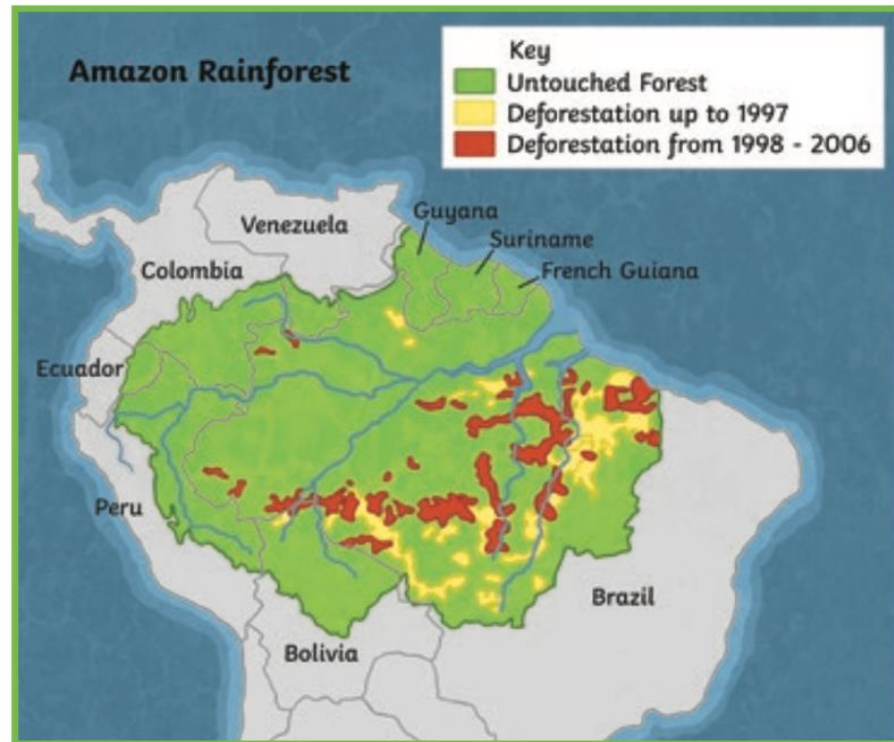 Amazon Rainforest
Key
Untouched Forest
Deforestation up to 1997
Deforestation from 1998 - 2006
Guyana
Venezuela
Suriname
Colombia
French Guiana
Ecuador
Peru
Brazil
Bolivia